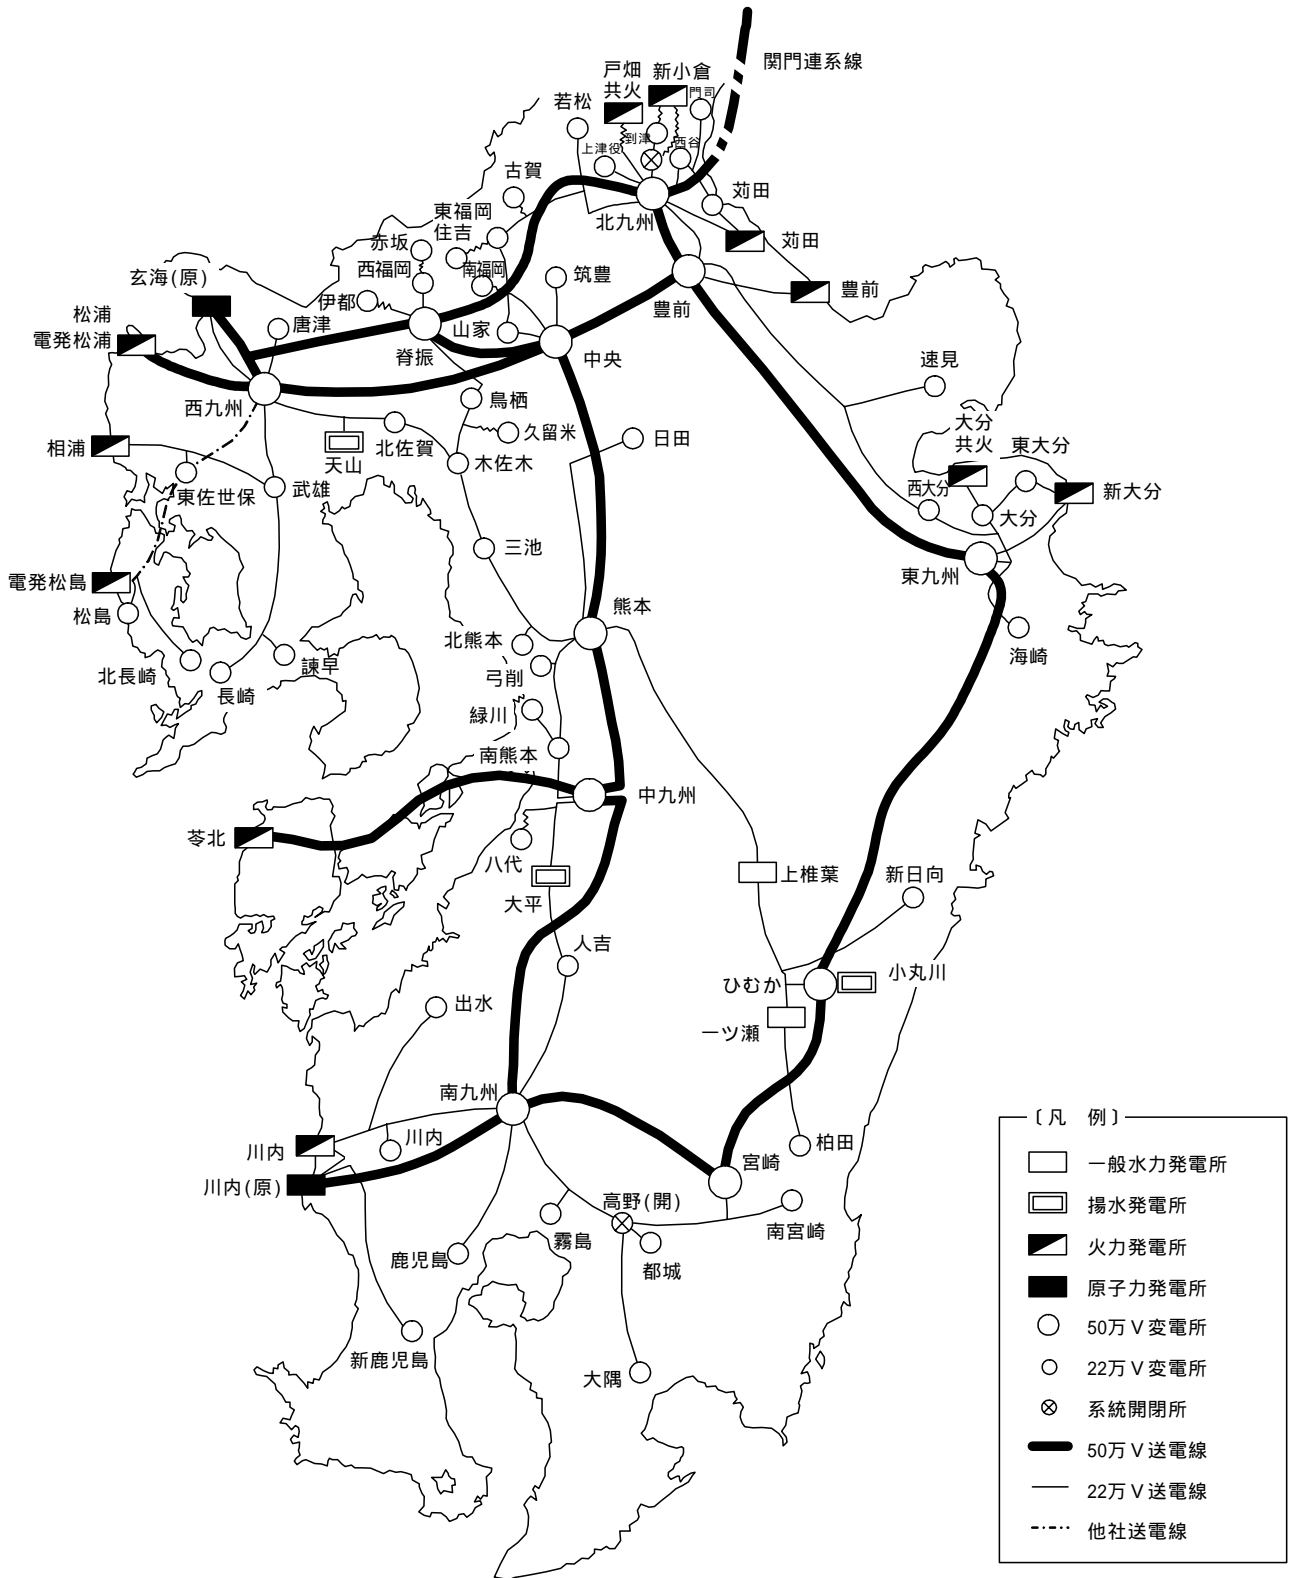 関門連系線
戸畑
共火
新小倉
門司
若松
到津
上津役
西谷
古賀
苅田
北九州
東福岡
住吉
苅田
赤坂
西福岡
南福岡
筑豊
玄海(原)
伊都
豊前
豊前
松浦
電発松浦
唐津
山家
脊振
中央
速見
西九州
鳥栖
大分
共火
東大分
相浦
北佐賀
久留米
日田
天山
木佐木
東佐世保
武雄
西大分
大分
新大分
三池
東九州
電発松島
松島
熊本
北熊本
海崎
北長崎
長崎
諫早
弓削
緑川
南熊本
中九州
苓北
八代
大平
上椎葉
新日向
人吉
ひむか
小丸川
出水
一ツ瀬
南九州
川内
川内
柏田
川内(原)
宮崎
高野(開)
南宮崎
鹿児島
霧島
都城
新鹿児島
大隅
〔凡 例〕
一般水力発電所
揚水発電所
火力発電所
原子力発電所
50万V変電所
22万V変電所
系統開閉所
50万V送電線
22万V送電線
他社送電線